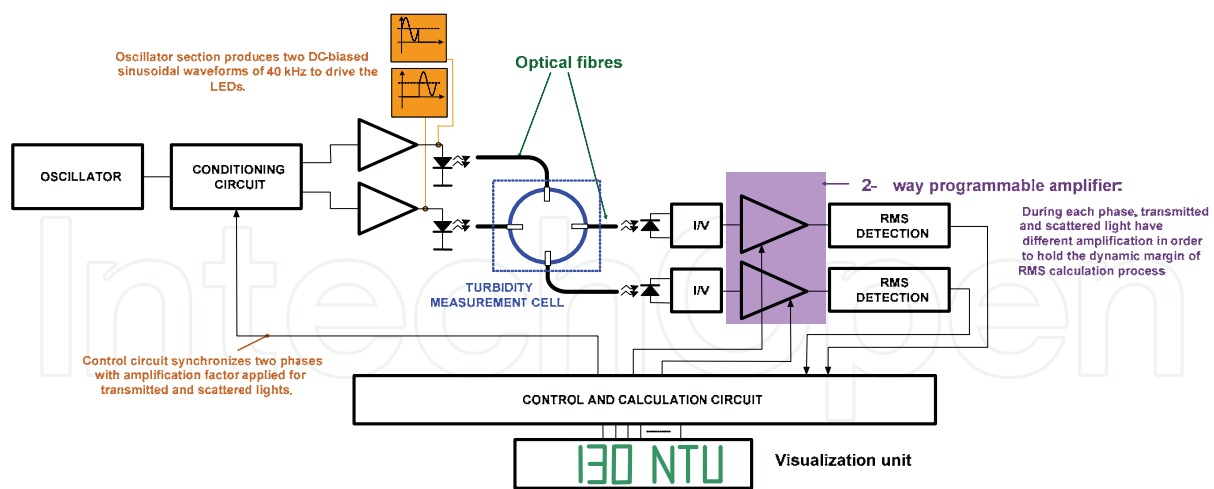 Oscillator section produces two DC-biased
sinusoidal waveforms of 40 kHz to drive the
LEDs.
Optical fibres
OSCILLATOR
CONDITIONING
CIRCUIT
TURBIDITY
MEASUREMENT CELL
I/V
I/V
RMS
DETECTION
RMS
DETECTION
2- way programmable amplifier:
During each phase, transmitted
and scattered light have
different amplification in order
to hold the dynamic margin of
RMS calculation process
Control circuit synchronizes two phases
with amplification factor applied for
transmitted and scattered lights.
CONTROL AND CALCULATION CIRCUIT
130 NTU
Visualization unit
IntechOpen